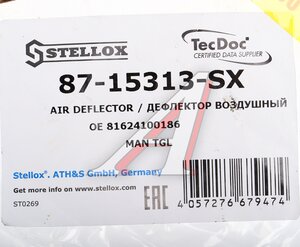 STELLOX
TecDoc
CERTIFIED DATA SUPPLIER
87-15313-SX
AIR DEFLECTOR / ДЕФЛЕКТОР ВОЗДУШНЫЙ
OE 81624100186
MAN TGL
Stellox®. ATH&S GmbH, Germany
Get more info on www.stellox.com
ST0269
EAC
4 057276 679474